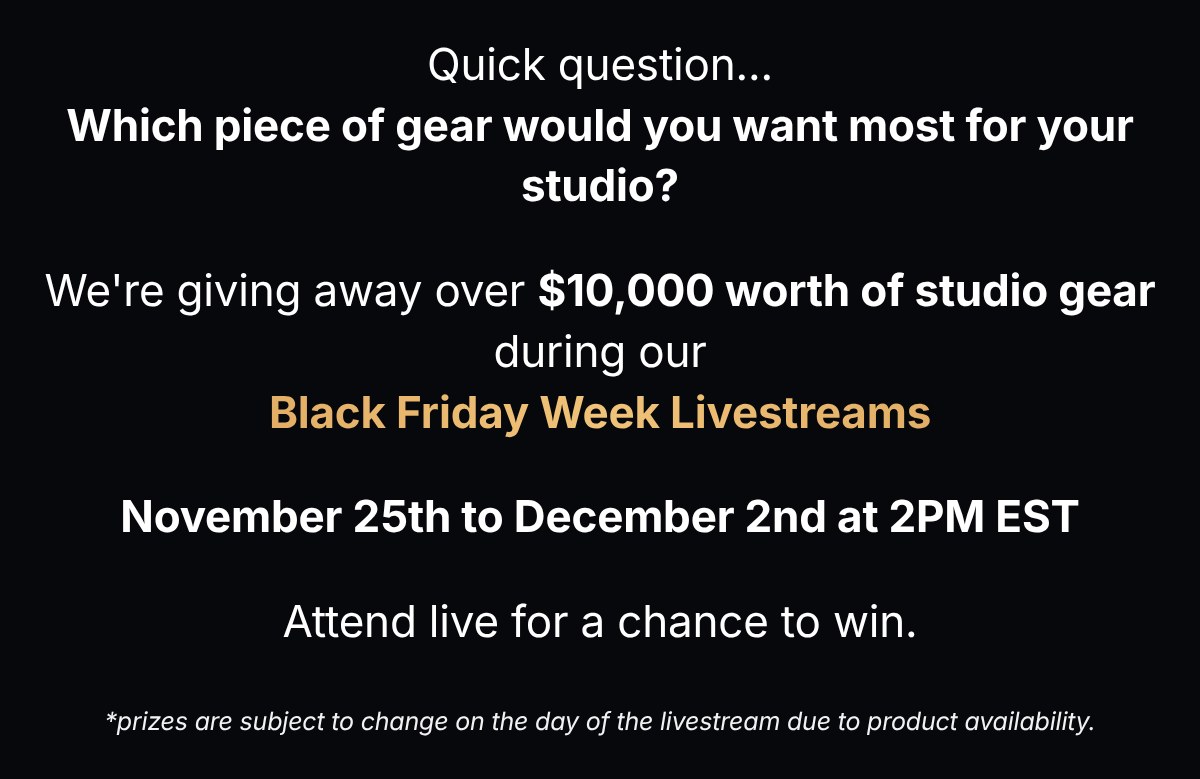 Quick question...
Which piece of gear would you want most for your
studio?
We're giving away over $10,000 worth of studio gear
during our
Black Friday Week Livestreams
November 25th to December 2nd at 2PM EST
Attend live for a chance to win.
*prizes are subject to change on the day of the livestream due to product availability.